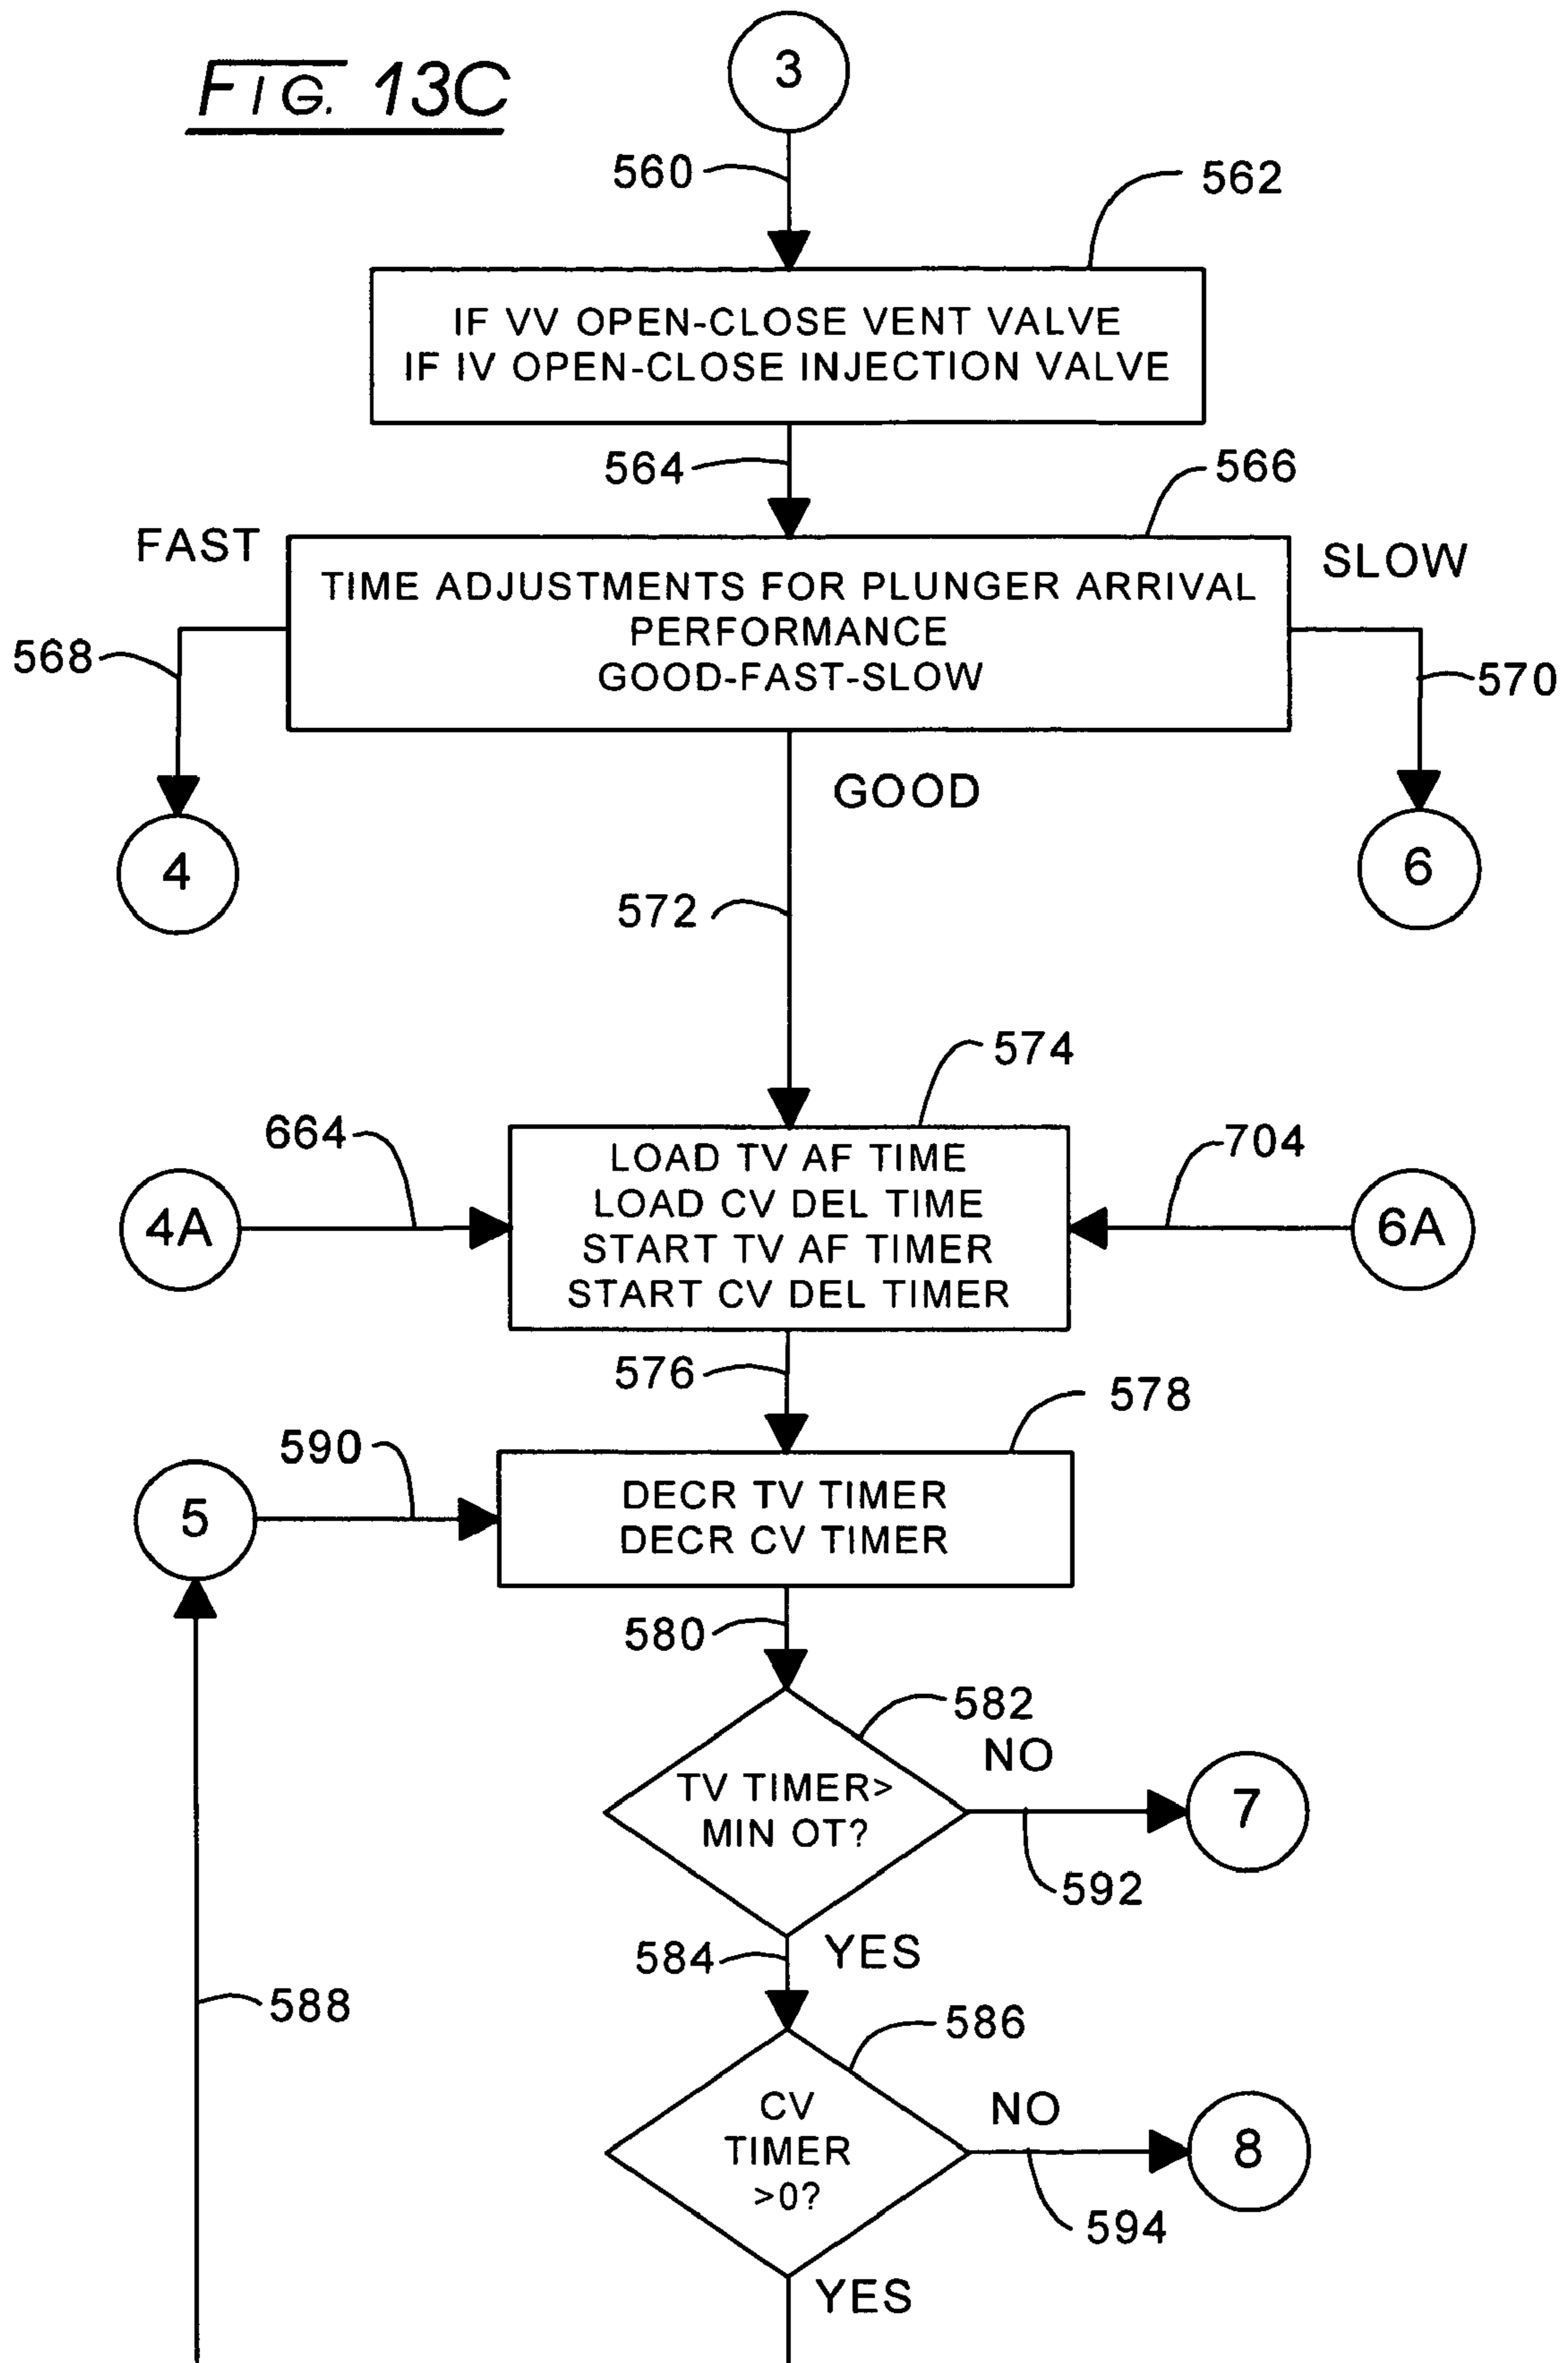 FIG. 13C
3
560
562
IF VV OPEN-CLOSE VENT VALVE
IF IV OPEN-CLOSE INJECTION VALVE
564
566
FAST
SLOW
TIME ADJUSTMENTS FOR PLUNGER ARRIVAL
PERFORMANCE
GOOD-FAST-SLOW
568
570
GOOD
4
6
572
574
664
704
4A
LOAD TV AF TIME
LOAD CV DEL TIME
START TV AF TIMER
START CV DEL TIMER
6A
576
578
590
5
DECR TV TIMER
DECR CV TIMER
580
582
NO
TV TIMER>
MIN OT?
7
592
584
YES
588
586
CV
TIMER
>0?
NO
8
594
YES